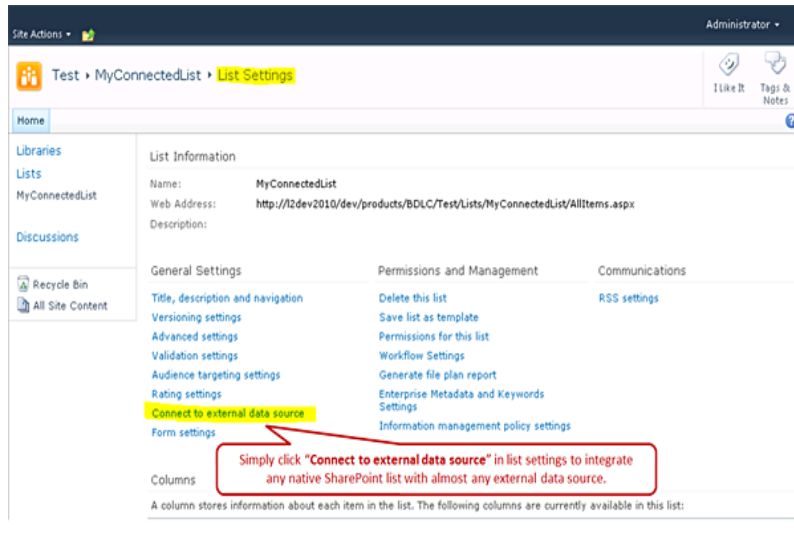 Administrator
Site Actions
Test MyConnectedList List Settings
I Like It
Tags & Notes
Home
Libraries
Lists
MyConnectedList
Discussions
Recycle Bin
All Site Content
List Information
Name: MyConnectedList
Web Address: http://l2dev2010/dev/products/BDLC/Test/Lists/MyConnectedList/AllItems.aspx
Description:
General Settings
Title, description and navigation
Versioning settings
Advanced settings
Validation settings
Audience targeting settings
Rating settings
Connect to external data source
Form settings
Permissions and Management
Delete this list
Save list as template
Permissions for this list
Workflow Settings
Generate file plan report
Enterprise Metadata and Keywords
Settings
Information management policy settings
Communications
RSS settings
Simply click “Connect to external data source” in list settings to integrate
any native SharePoint list with almost any external data source.
Columns
A column stores information about each item in the list. The following columns are currently available in this list: